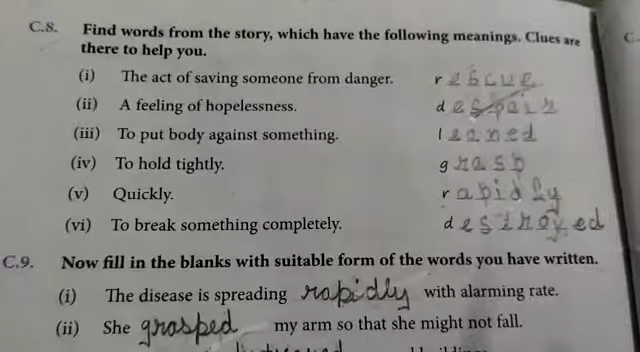 C.8. Find words from the story, which have the following meanings. Clues are
there to help you.
(i) The act of saving someone from danger. rescue
(ii) A feeling of hopelessness. despair
(iii) To put body against something. leaned
(iv) To hold tightly. grasp
(v) Quickly. rapidly
(vi) To break something completely. destroyed
C.9. Now fill in the blanks with suitable form of the words you have written.
(i) The disease is spreading rapidly with alarming rate.
(ii) She grasped my arm so that she might not fall.